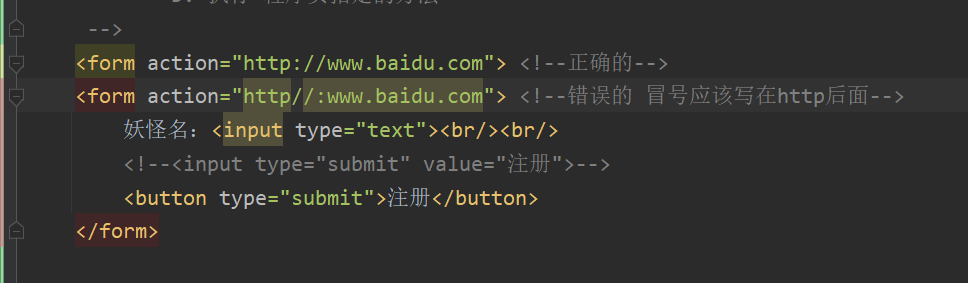 -->
<form action="http://www.baidu.com"> <!--正确的-->
<form action="http//:www.baidu.com"> <!--错误的 冒号应该写在http后面-->
妖怪名：<input type="text"><br/><br/>
<!--<input type="submit" value="注册">-->
<button type="submit">注册</button>
</form>